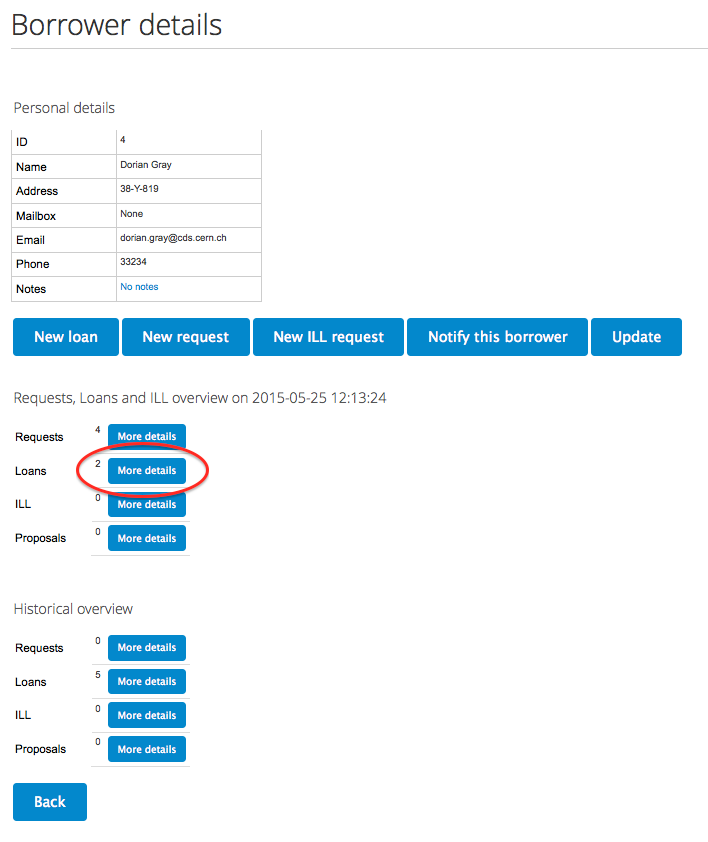 Borrower details
Personal details
ID 4
Name Dorian Gray
Address 38-Y-819
Mailbox None
Email dorian.gray@cds.cern.ch
Phone 33234
Notes No notes
New loan New request New ILL request Notify this borrower Update
Requests, Loans and ILL overview on 2015-05-25 12:13:24
Requests 4 More details
Loans 2 More details
ILL 0 More details
Proposals 0 More details
Historical overview
Requests 0 More details
Loans 5 More details
ILL 0 More details
Proposals 0 More details
Back